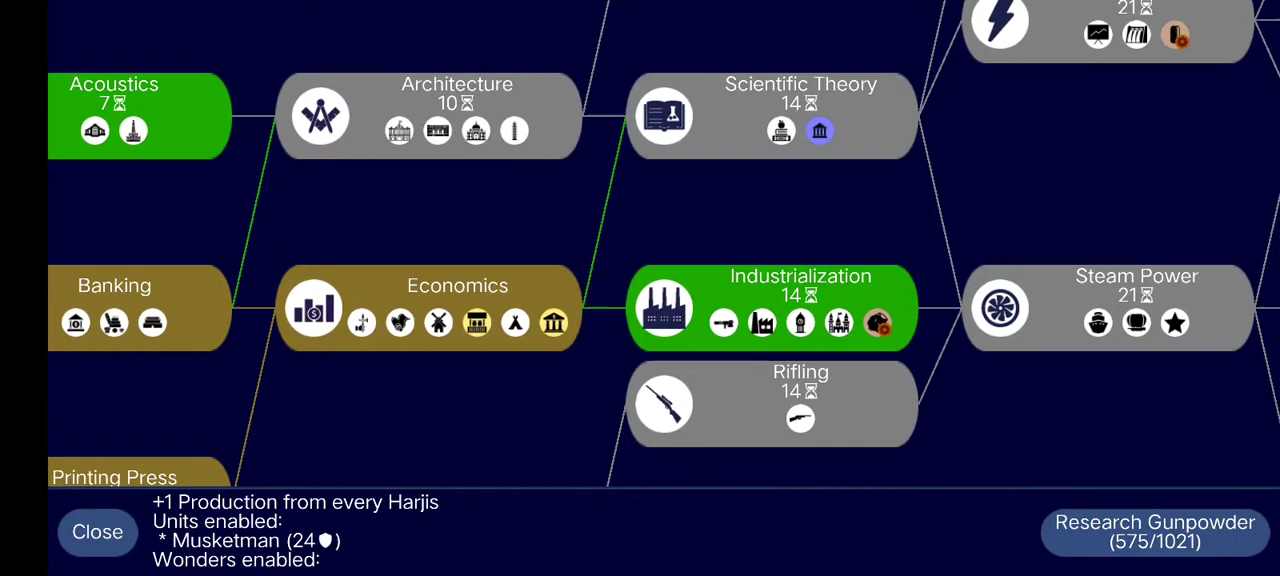 21⏳
Acoustics
7⏳
Architecture
10⏳
Scientific Theory
14⏳
Banking
Economics
Industrialization
14⏳
Steam Power
21⏳
Rifling
14⏳
Printing Press
Close
+1 Production from every Harjis
Units enabled:
* Musketman (24)
Wonders enabled:
Research Gunpowder
(575/1021)